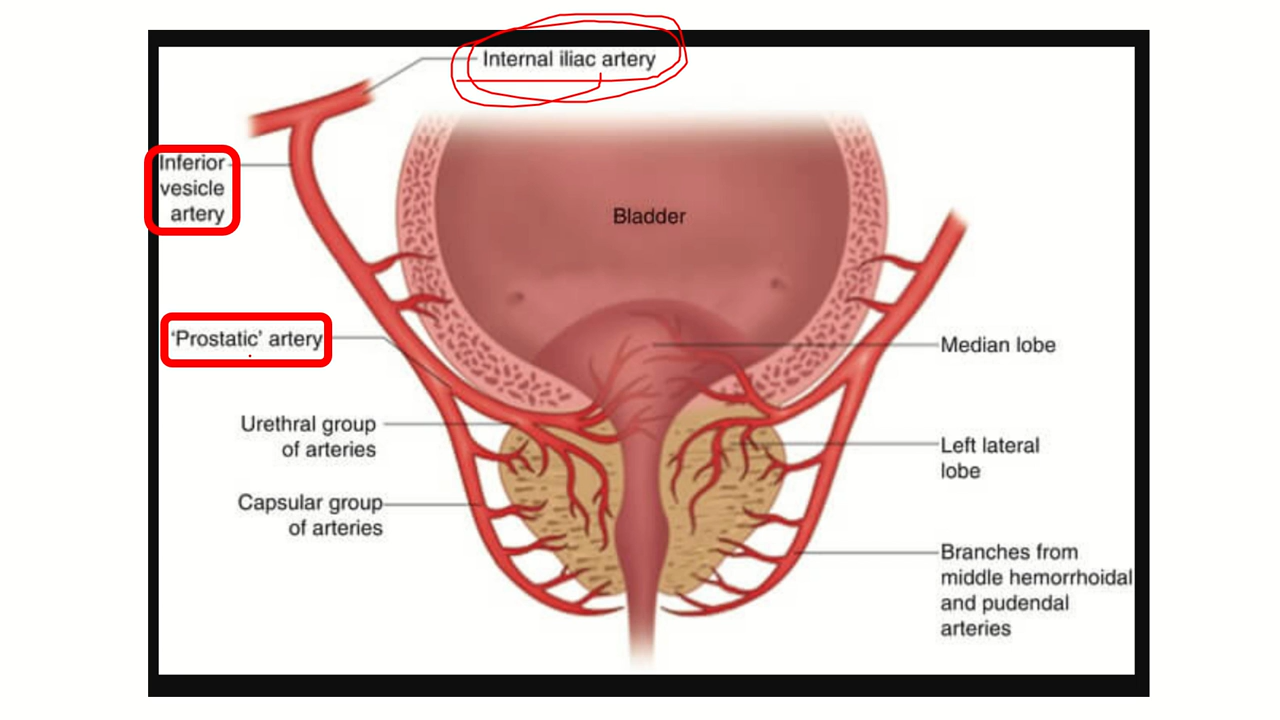 Internal iliac artery
Inferior
vesicle
artery
Bladder
'Prostatic' artery
Median lobe
Urethral group
of arteries
Left lateral
lobe
Capsular group
of arteries
Branches from
middle hemorrhoidal
and pudendal
arteries